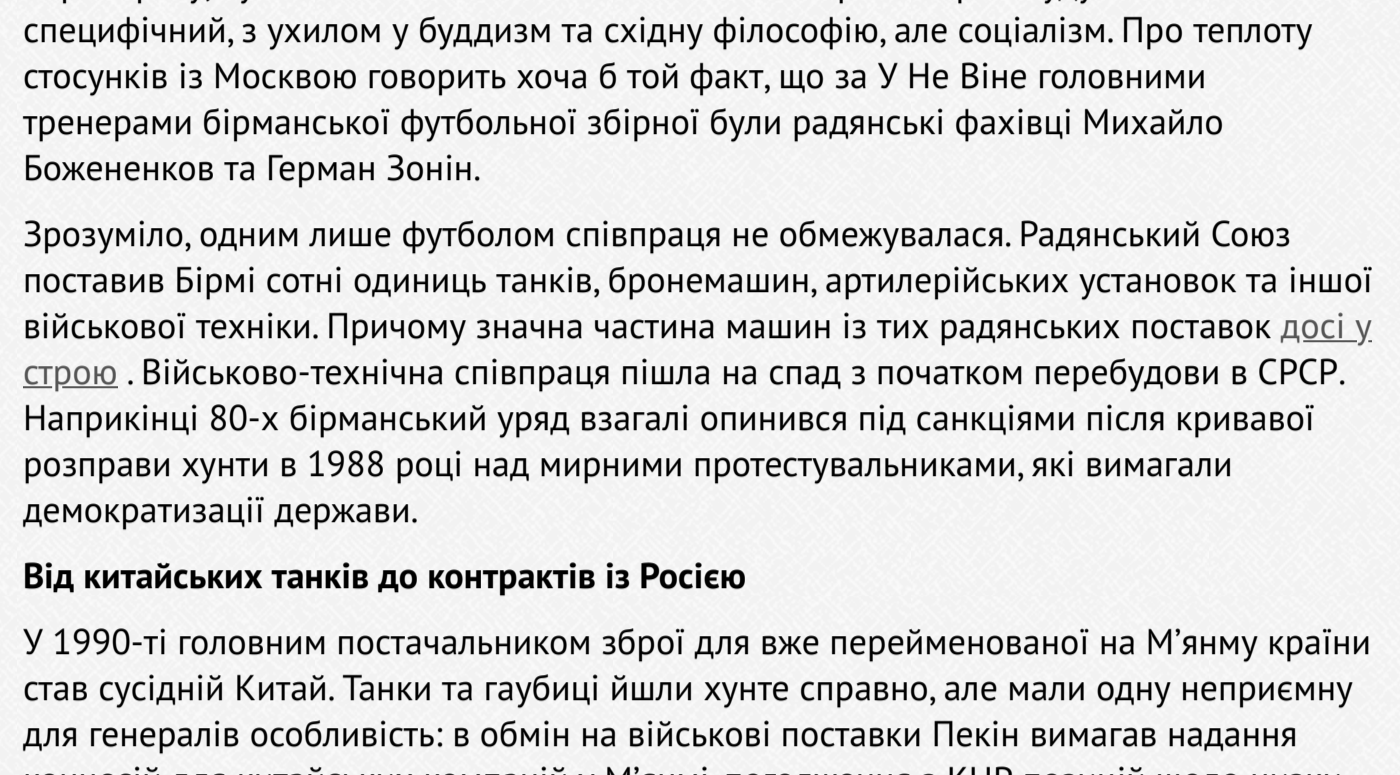 специфічний, з ухилом у буддизм та східну філософію, але соціалізм. Про теплоту
стосунків із Москвою говорить хоча б той факт, що за У Не Віне головними
тренерами бірманської футбольної збірної були радянські фахівці Михайло
Божененков та Герман Зонін.
Зрозуміло, одним лише футболом співпраця не обмежувалася. Радянський Союз
поставив Бірмі сотні одиниць танків, бронемашин, артилерійських установок та іншої
військової техніки. Причому значна частина машин із тих радянських поставок досі у
строю . Військово-технічна співпраця пішла на спад з початком перебудови в СРСР.
Наприкінці 80-х бірманський уряд взагалі опинився під санкціями після кривавої
розправи хунти в 1988 році над мирними протестувальниками, які вимагали
демократизації держави.
Від китайських танків до контрактів із Росією
У 1990-ті головним постачальником зброї для вже перейменованої на М’янму країни
став сусідній Китай. Танки та гаубиці йшли хунте справно, але мали одну неприємну
для генералів особливість: в обмін на військові поставки Пекін вимагав надання